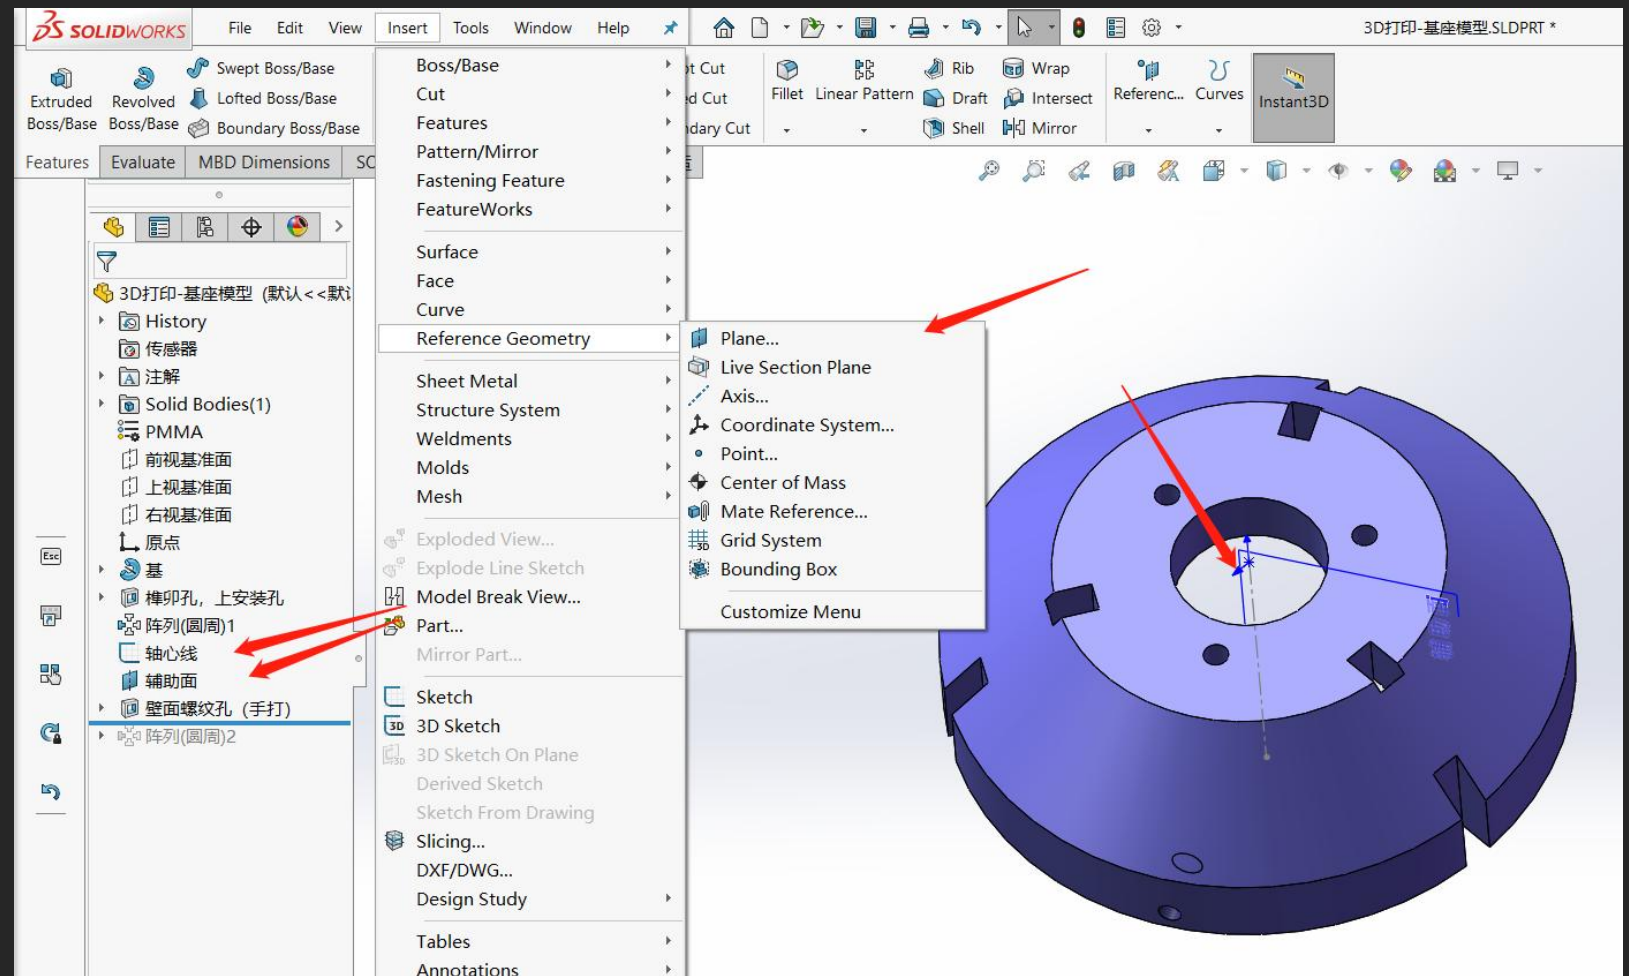 SOLIDWORKS
File Edit View Insert Tools Window Help
3D打印-基座模型.SLDPRT *
Extruded Boss/Base
Revolved Boss/Base
Swept Boss/Base
Lofted Boss/Base
Boundary Boss/Base
t Cut
d Cut
ndary Cut
Fillet
Linear Pattern
Rib
Draft
Shell
Wrap
Intersect
Mirror
Referenc...
Curves
Instant3D
Features Evaluate MBD Dimensions SO
3D打印-基座模型 (默认<<默认
History
传感器
注解
Solid Bodies(1)
PMMA
前视基准面
上视基准面
右视基准面
原点
基
榫卯孔，上安装孔
阵列(圆周)1
轴心线
辅助面
壁面螺纹孔（手打）
阵列(圆周)2
Esc
Boss/Base
Cut
Features
Pattern/Mirror
Fastening Feature
FeatureWorks
Surface
Face
Curve
Reference Geometry
Sheet Metal
Structure System
Weldments
Molds
Mesh
Exploded View...
Explode Line Sketch
Model Break View...
Part...
Mirror Part...
Sketch
3D Sketch
3D Sketch On Plane
Derived Sketch
Sketch From Drawing
Slicing...
DXF/DWG...
Design Study
Tables
Annotations
Plane...
Live Section Plane
Axis...
Coordinate System...
Point...
Center of Mass
Mate Reference...
Grid System
Bounding Box
Customize Menu